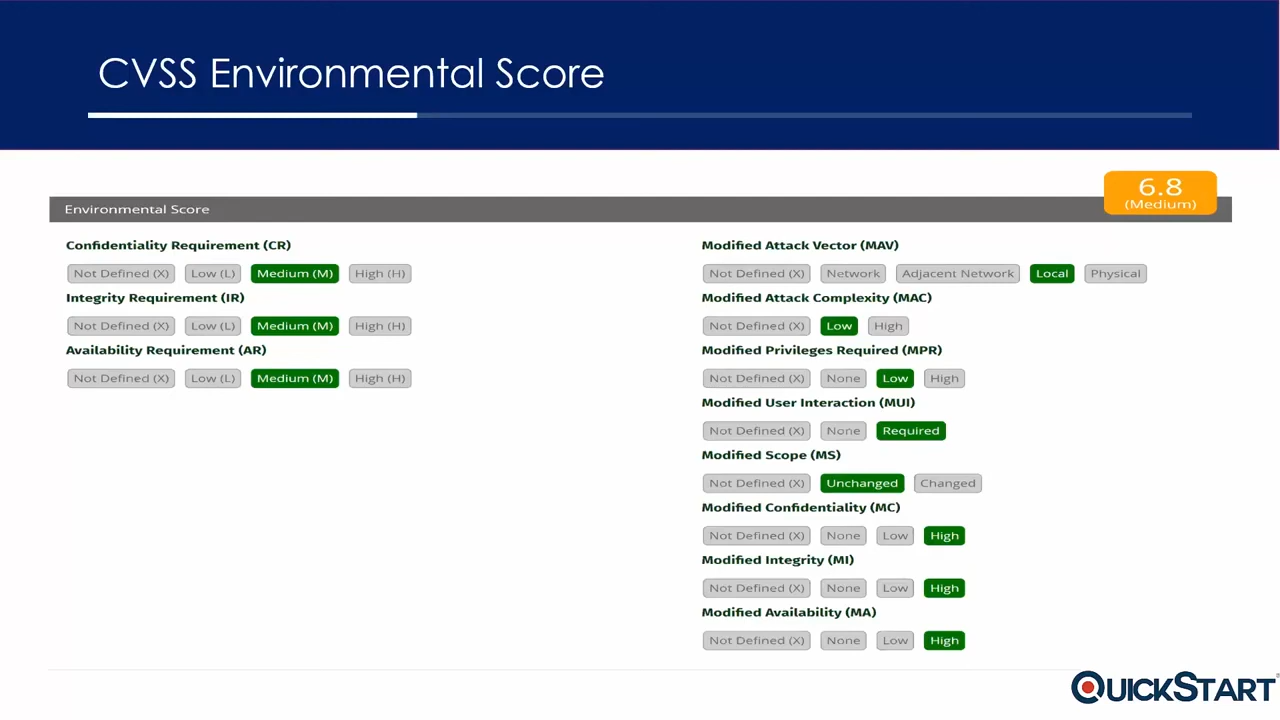 CVSS Environmental Score
6.8
(Medium)
Environmental Score
Confidentiality Requirement (CR)
Not Defined (X) Low (L) Medium (M) High (H)
Integrity Requirement (IR)
Not Defined (X) Low (L) Medium (M) High (H)
Availability Requirement (AR)
Not Defined (X) Low (L) Medium (M) High (H)
Modified Attack Vector (MAV)
Not Defined (X) Network Adjacent Network Local Physical
Modified Attack Complexity (MAC)
Not Defined (X) Low High
Modified Privileges Required (MPR)
Not Defined (X) None Low High
Modified User Interaction (MUI)
Not Defined (X) None Required
Modified Scope (MS)
Not Defined (X) Unchanged Changed
Modified Confidentiality (MC)
Not Defined (X) None Low High
Modified Integrity (MI)
Not Defined (X) None Low High
Modified Availability (MA)
Not Defined (X) None Low High
QUICKSTART